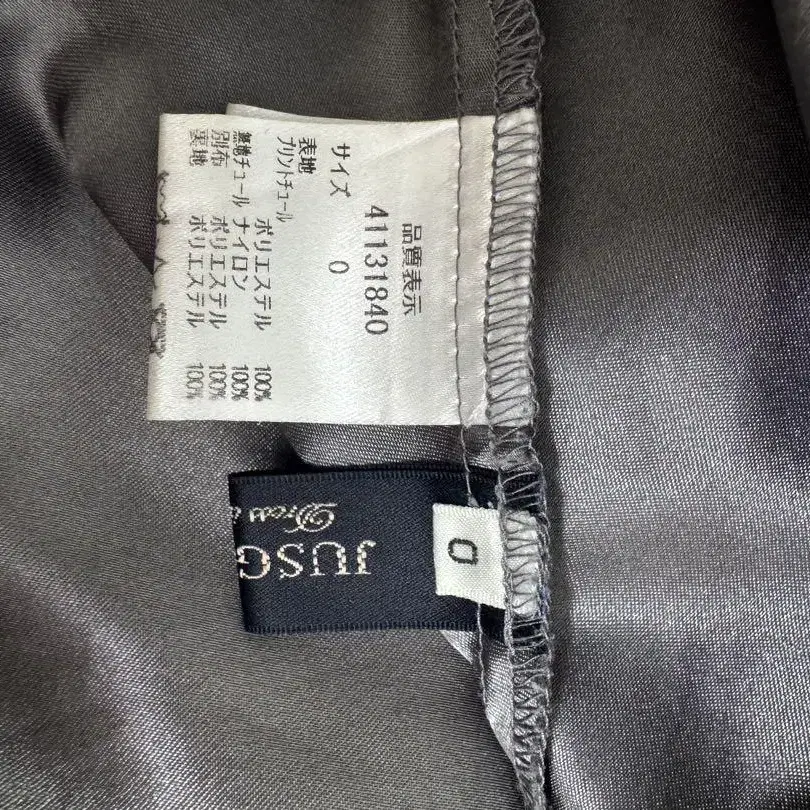 品質表示
41131840
サイズ 0
表地
プリントチュール ポリエステル 100%
無地チュール ナイロン 100%
別布 ポリエステル 100%
裏地 ポリエステル 100%
0
JUSG
Dress